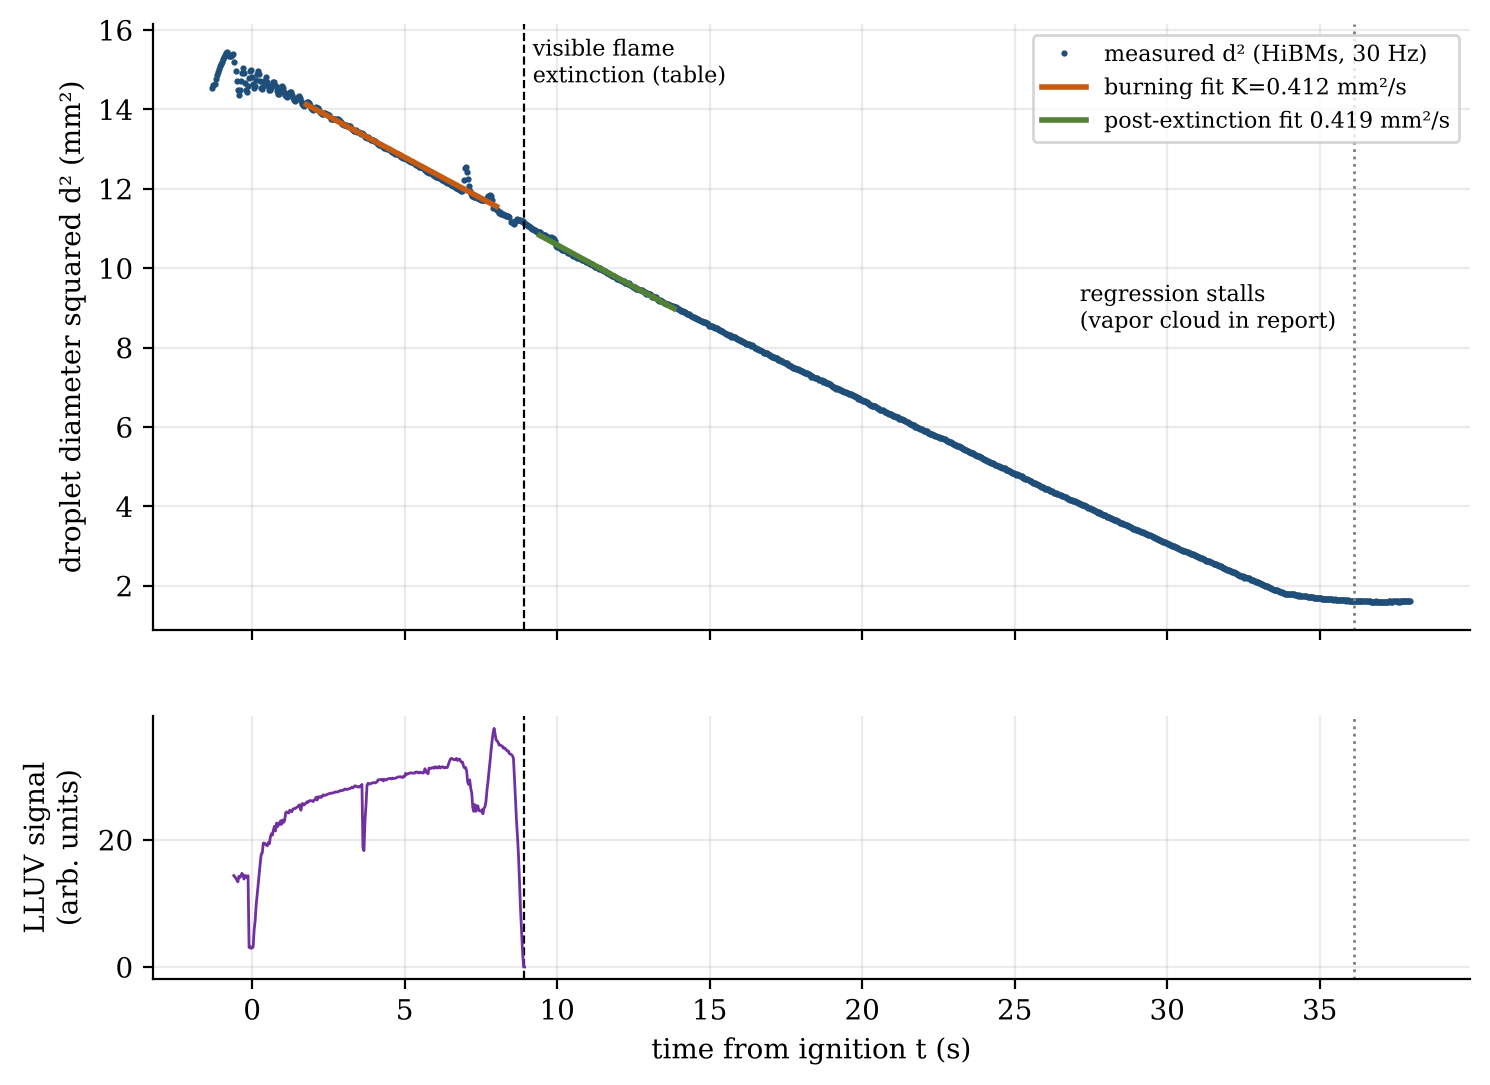 visible flame
extinction (table)
measured d² (HiBMs, 30 Hz)
burning fit K=0.412 mm²/s
post-extinction fit 0.419 mm²/s
regression stalls
(vapor cloud in report)
droplet diameter squared d² (mm²)
16
14
12
10
8
6
4
2
LLUV signal
(arb. units)
20
0
0 5 10 15 20 25 30 35
time from ignition t (s)